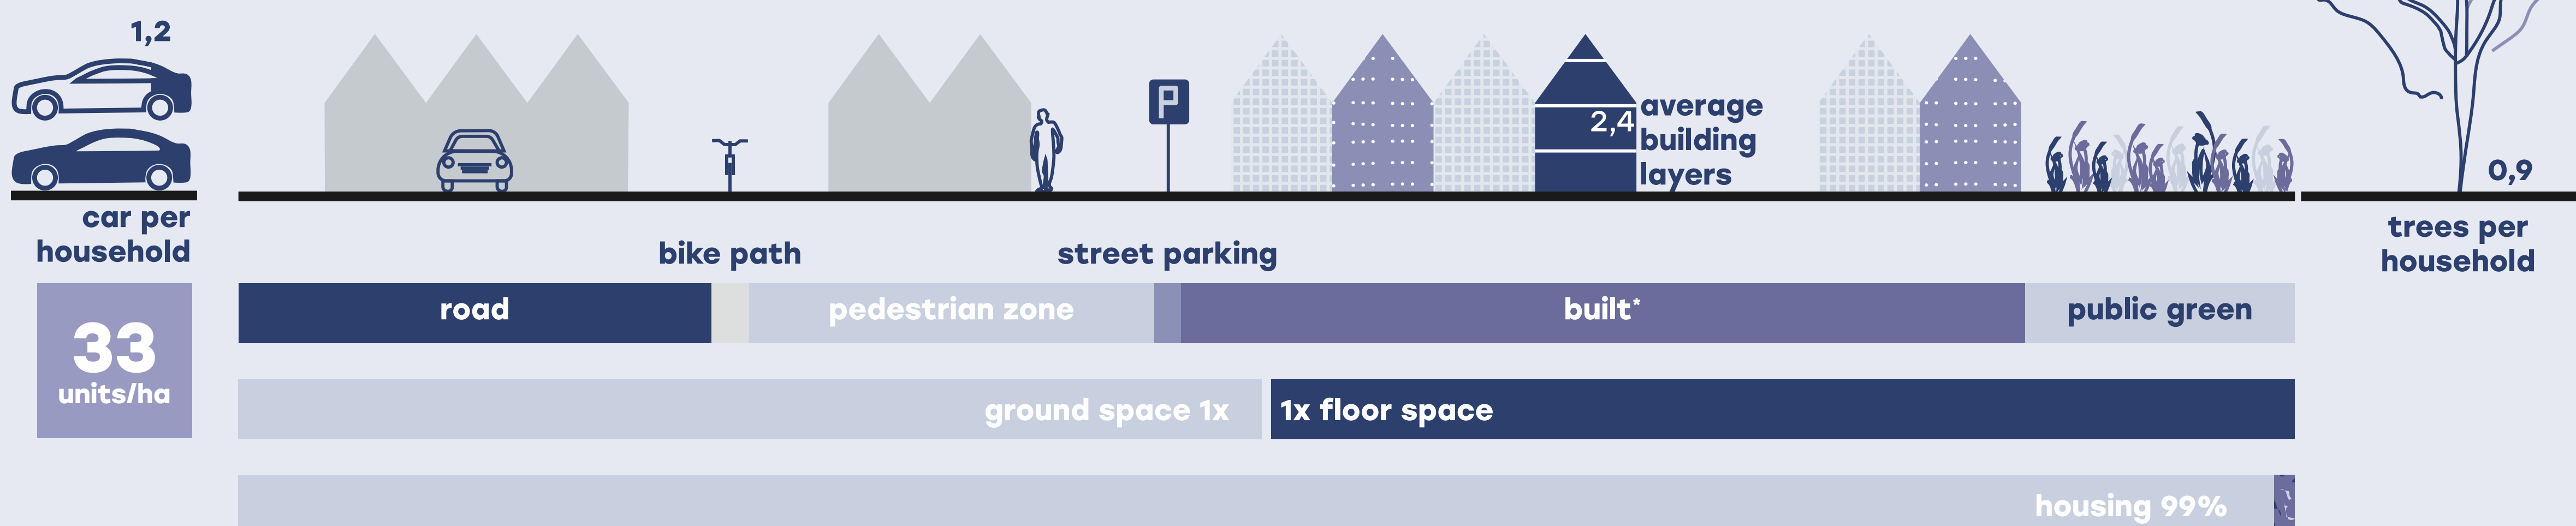 1,2
car per
household
33
units/ha
P
2,4
average
building
layers
0,9
trees per
household
bike path
street parking
road
pedestrian zone
built*
public green
ground space 1x
1x floor space
housing 99%